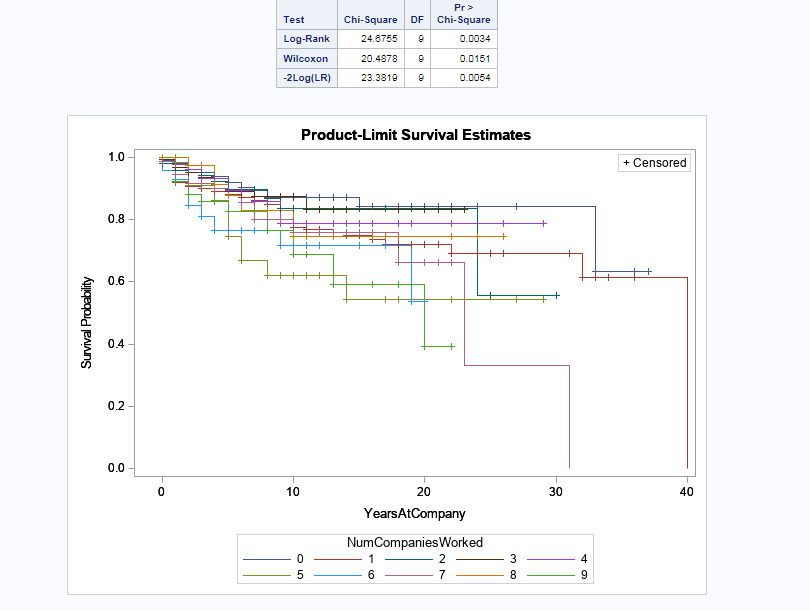 Pr >
Test Chi-Square DF Chi-Square
Log-Rank 24.6755 9 0.0034
Wilcoxon 20.4878 9 0.0151
-2Log(LR) 23.3819 9 0.0054
Product-Limit Survival Estimates
+ Censored
1.0
0.8
0.6
0.4
0.2
0.0
Survival Probability
0 10 20 30 40
YearsAtCompany
NumCompaniesWorked
0 1 2 3 4
5 6 7 8 9